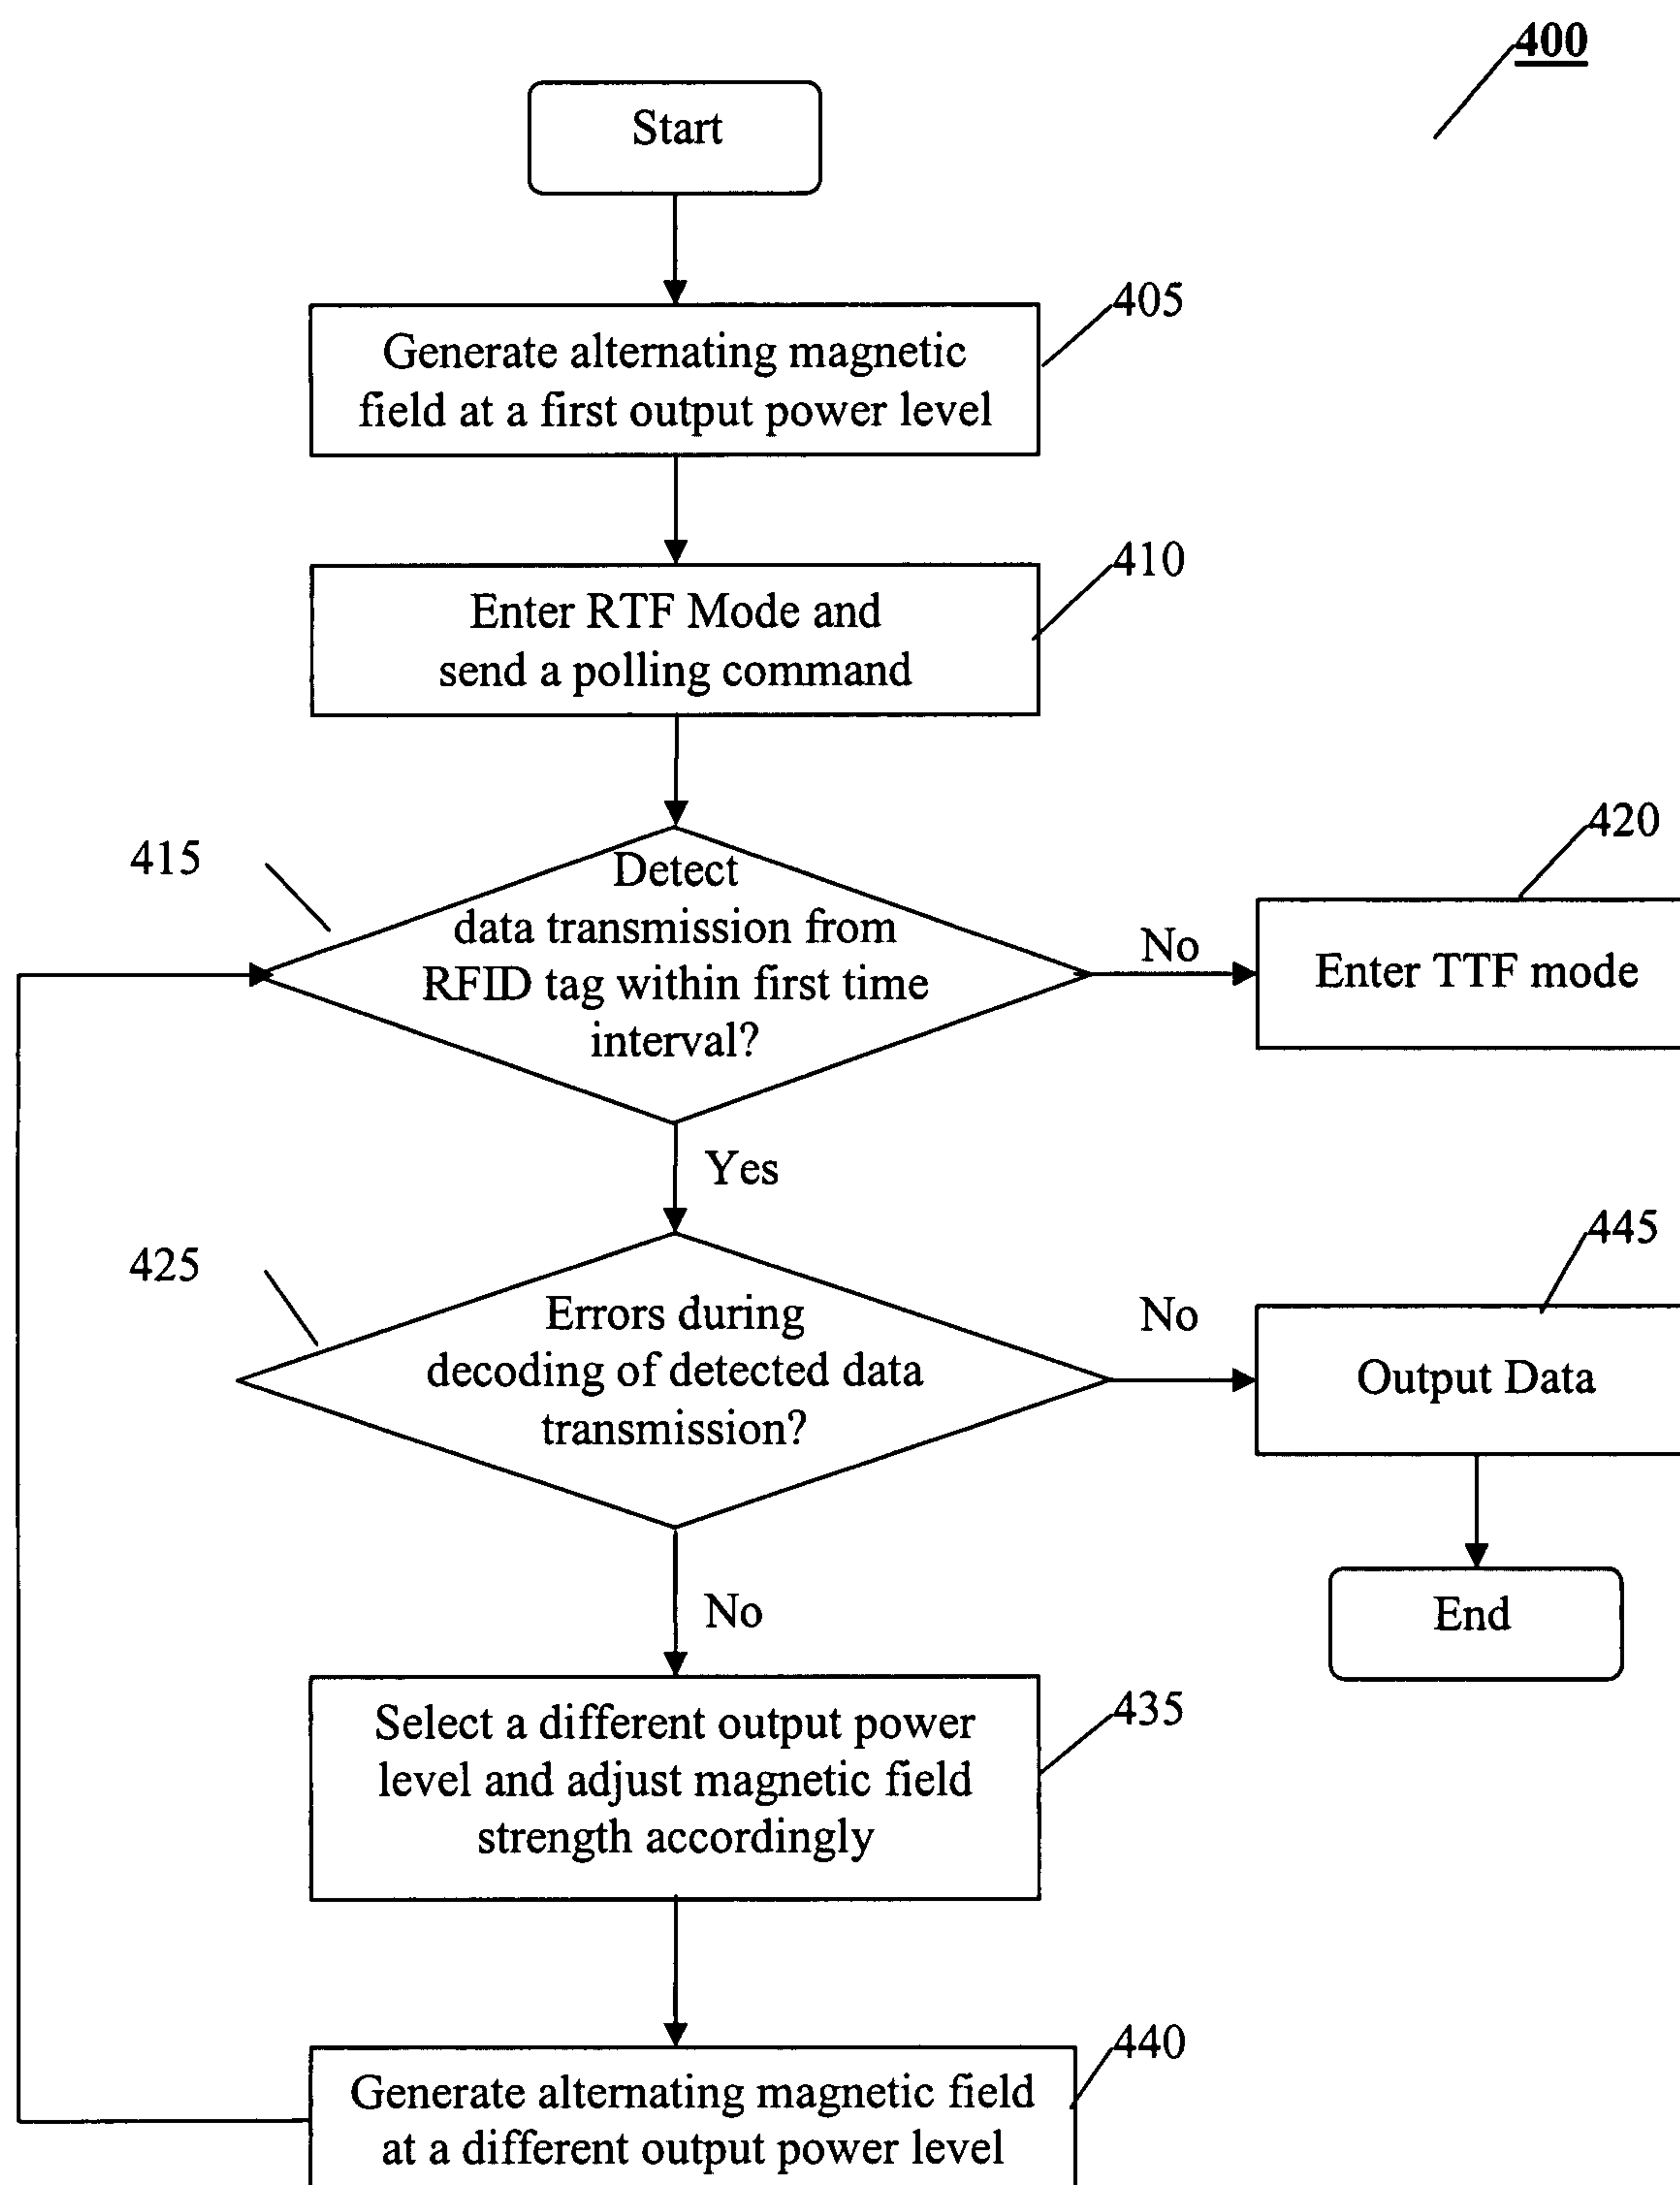 400
Start
405
Generate alternating magnetic
field at a first output power level
410
Enter RTF Mode and
send a polling command
415
Detect
data transmission from
RFID tag within first time
interval?
No
420
Enter TTF mode
Yes
425
Errors during
decoding of detected data
transmission?
No
445
Output Data
End
No
435
Select a different output power
level and adjust magnetic field
strength accordingly
440
Generate alternating magnetic field
at a different output power level